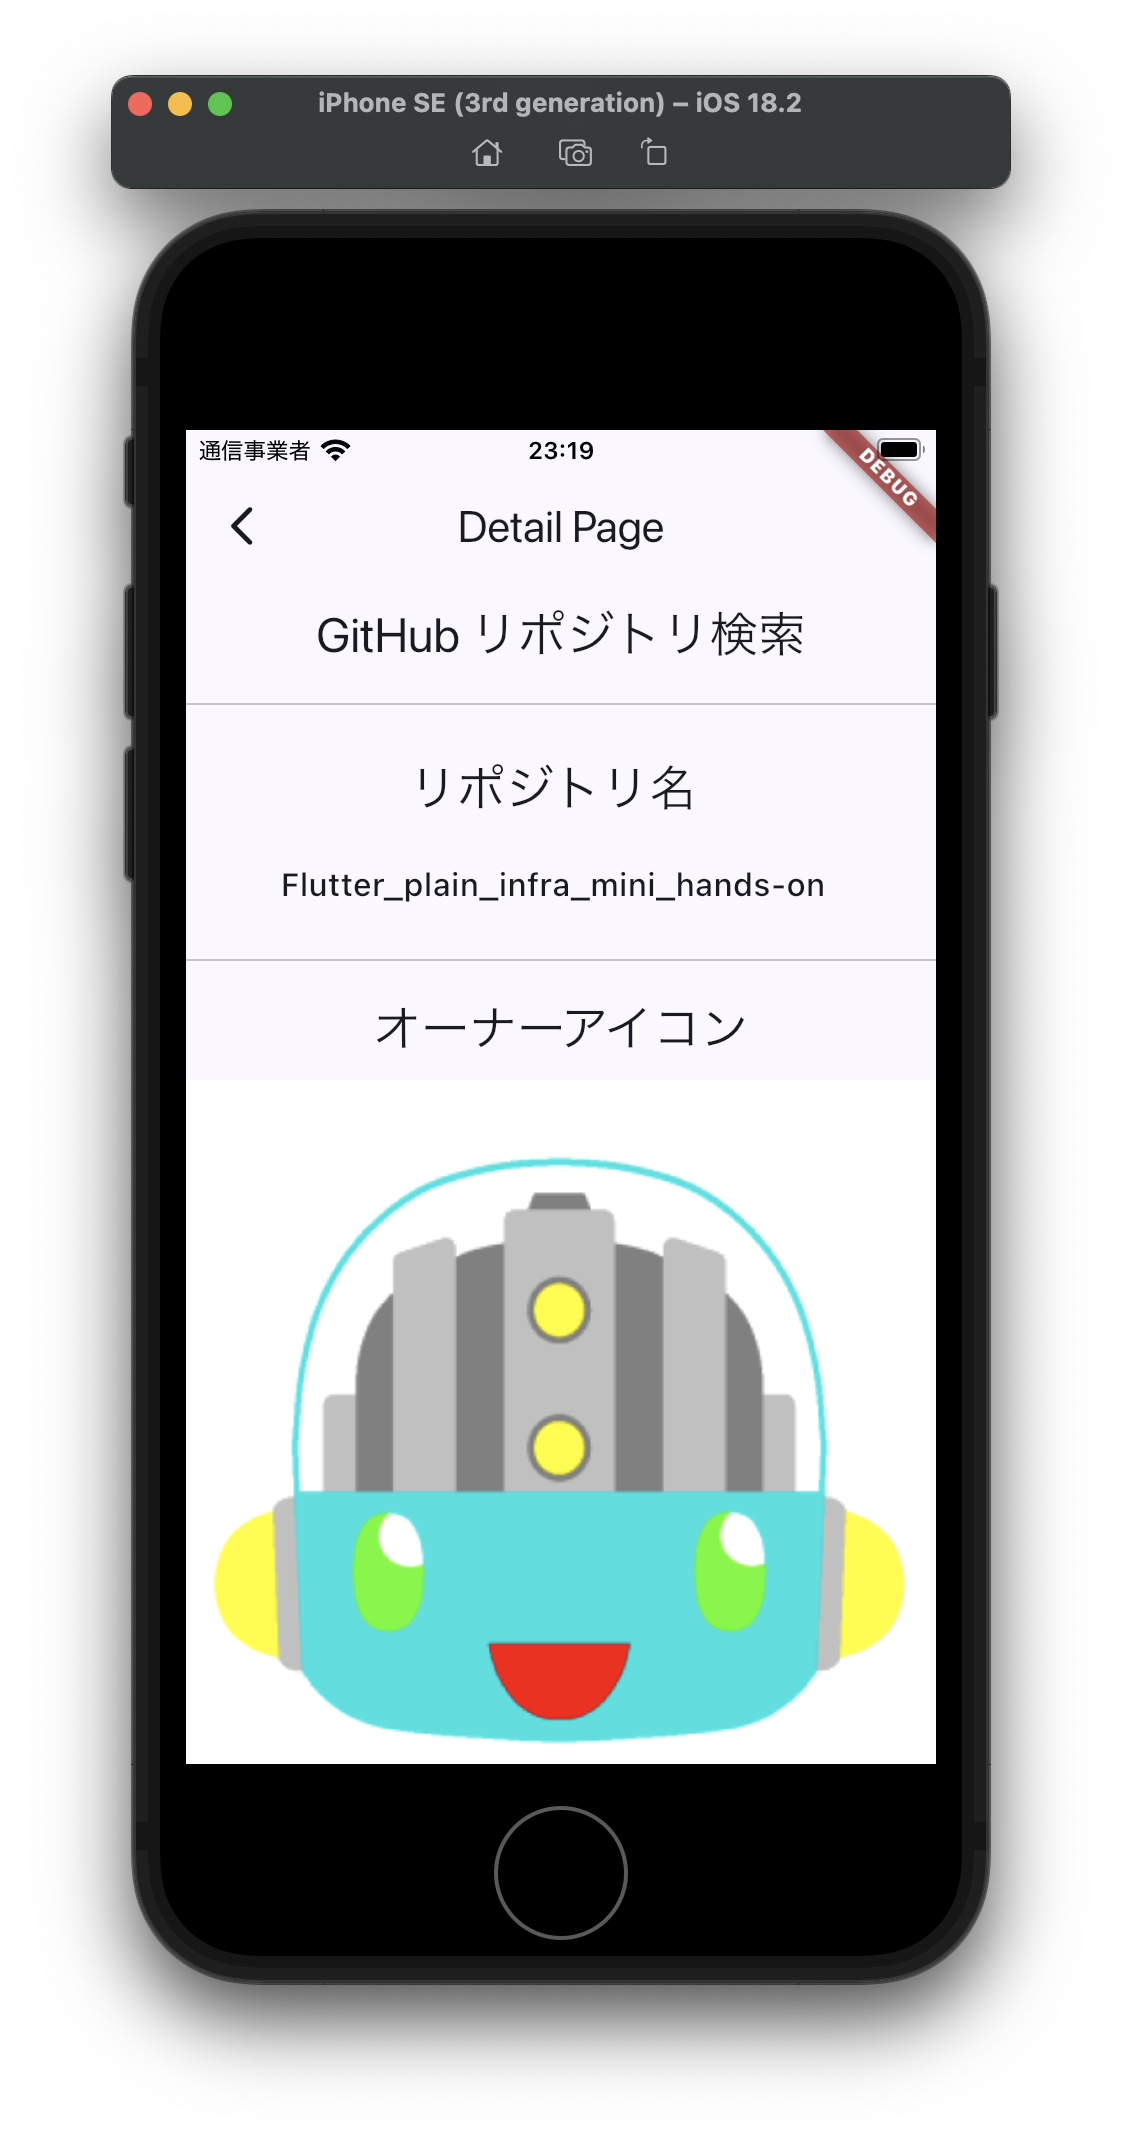 iPhone SE (3rd generation) – iOS 18.2
通信事業者 23:19
DEBUG
Detail Page
GitHub リポジトリ検索
リポジトリ名
Flutter_plain_infra_mini_hands-on
オーナーアイコン